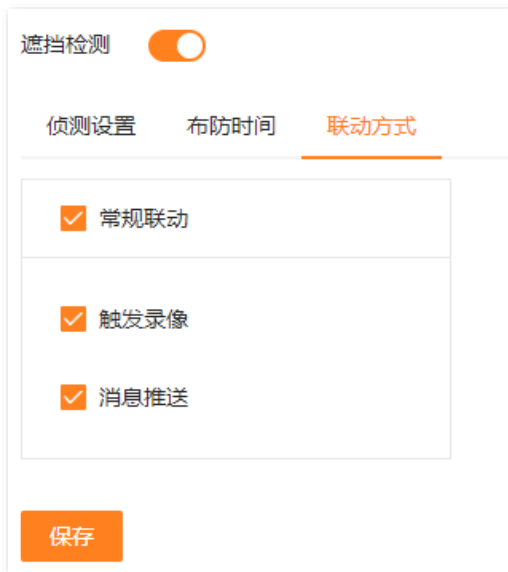 遮挡检测
侦测设置 布防时间 联动方式
常规联动
触发录像
消息推送
保存